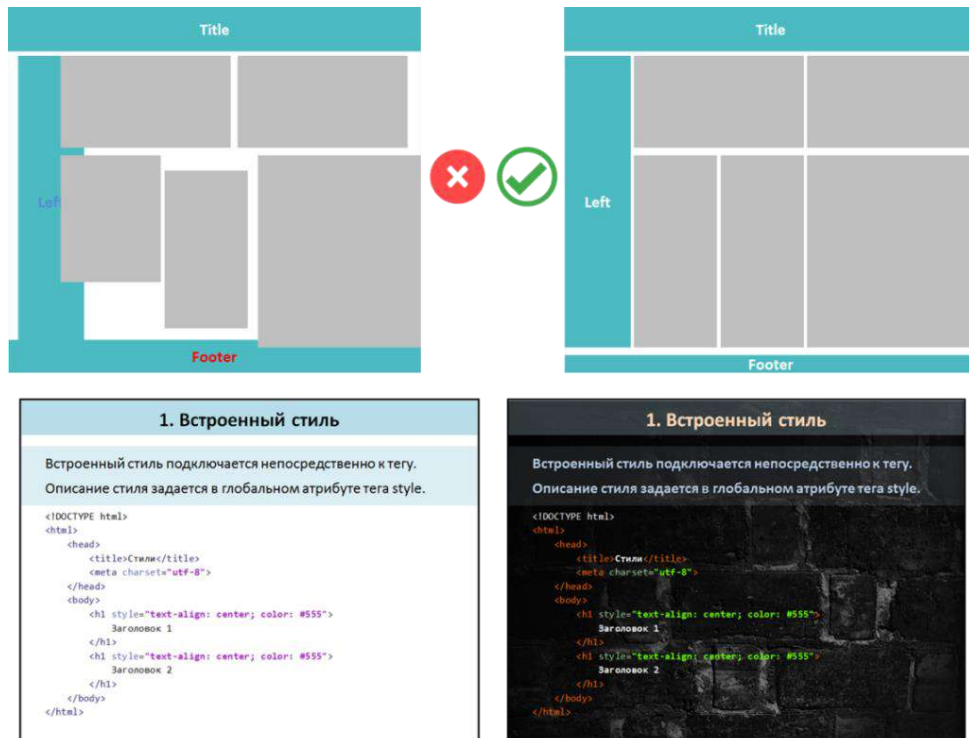 Title
Left
Footer
Title
Left
Footer
1. Встроенный стиль
Встроенный стиль подключается непосредственно к тегу.
Описание стиля задается в глобальном атрибуте тега style.
<!DOCTYPE html>
<html>
<head>
<title>Стили</title>
<meta charset="utf-8">
</head>
<body>
<h1 style="text-align: center; color: #555">
Заголовок 1
</h1>
<h1 style="text-align: center; color: #555">
Заголовок 2
</h1>
</body>
</html>
1. Встроенный стиль
Встроенный стиль подключается непосредственно к тегу.
Описание стиля задается в глобальном атрибуте тега style.
<!DOCTYPE html>
<html>
<head>
<title>Стили</title>
<meta charset="utf-8">
</head>
<body>
<h1 style="text-align: center; color: #555">
Заголовок 1
</h1>
<h1 style="text-align: center; color: #555">
Заголовок 2
</h1>
</body>
</html>